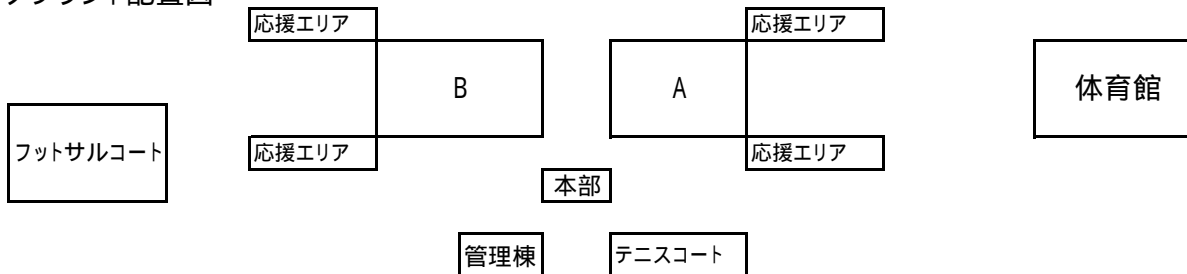 グラウンド配置図
応援エリア
応援エリア
B
A
体育館
フットサルコート
応援エリア
応援エリア
本部
管理棟
テニスコート